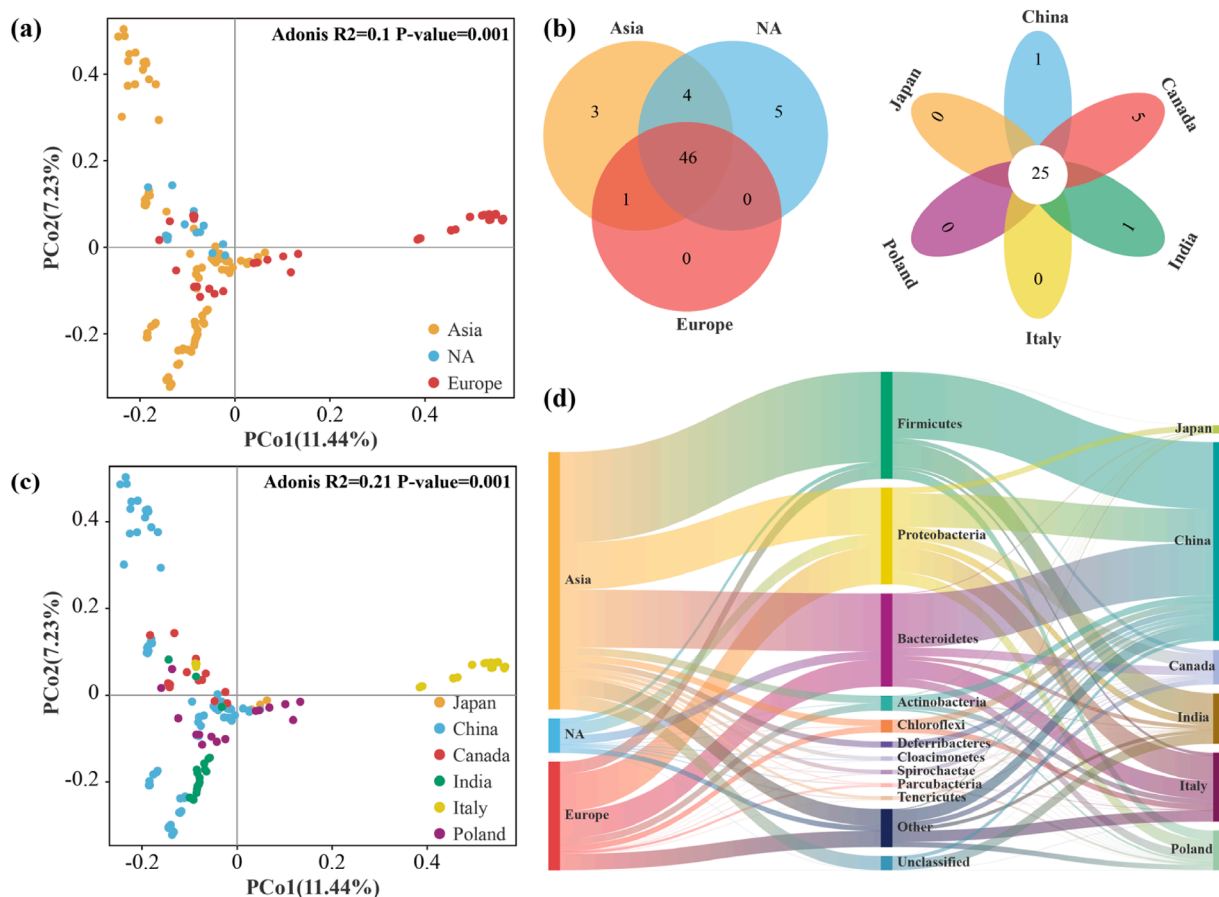 (a)
Adonis R2=0.1 P-value=0.001
0.4
0.2
0
-0.2
PCo2(7.23%)
Asia
NA
Europe
-0.2
0
0.2
0.4
PCo1(11.44%)
(b)
Asia
NA
3
4
5
46
1
0
0
Europe
China
1
Japan
0
Canada
5
25
Poland
0
India
1
0
Italy
(c)
Adonis R2=0.21 P-value=0.001
0.4
0.2
0
-0.2
PCo2(7.23%)
Japan
China
Canada
India
Italy
Poland
-0.2
0
0.2
0.4
PCo1(11.44%)
(d)
Asia
NA
Europe
Firmicutes
Proteobacteria
Bacteroidetes
Actinobacteria
Chloroflexi
Deferribacteres
Cloacimonetes
Spirochaetae
Parcubacteria
Tenericutes
Other
Unclassified
Japan
China
Canada
India
Italy
Poland